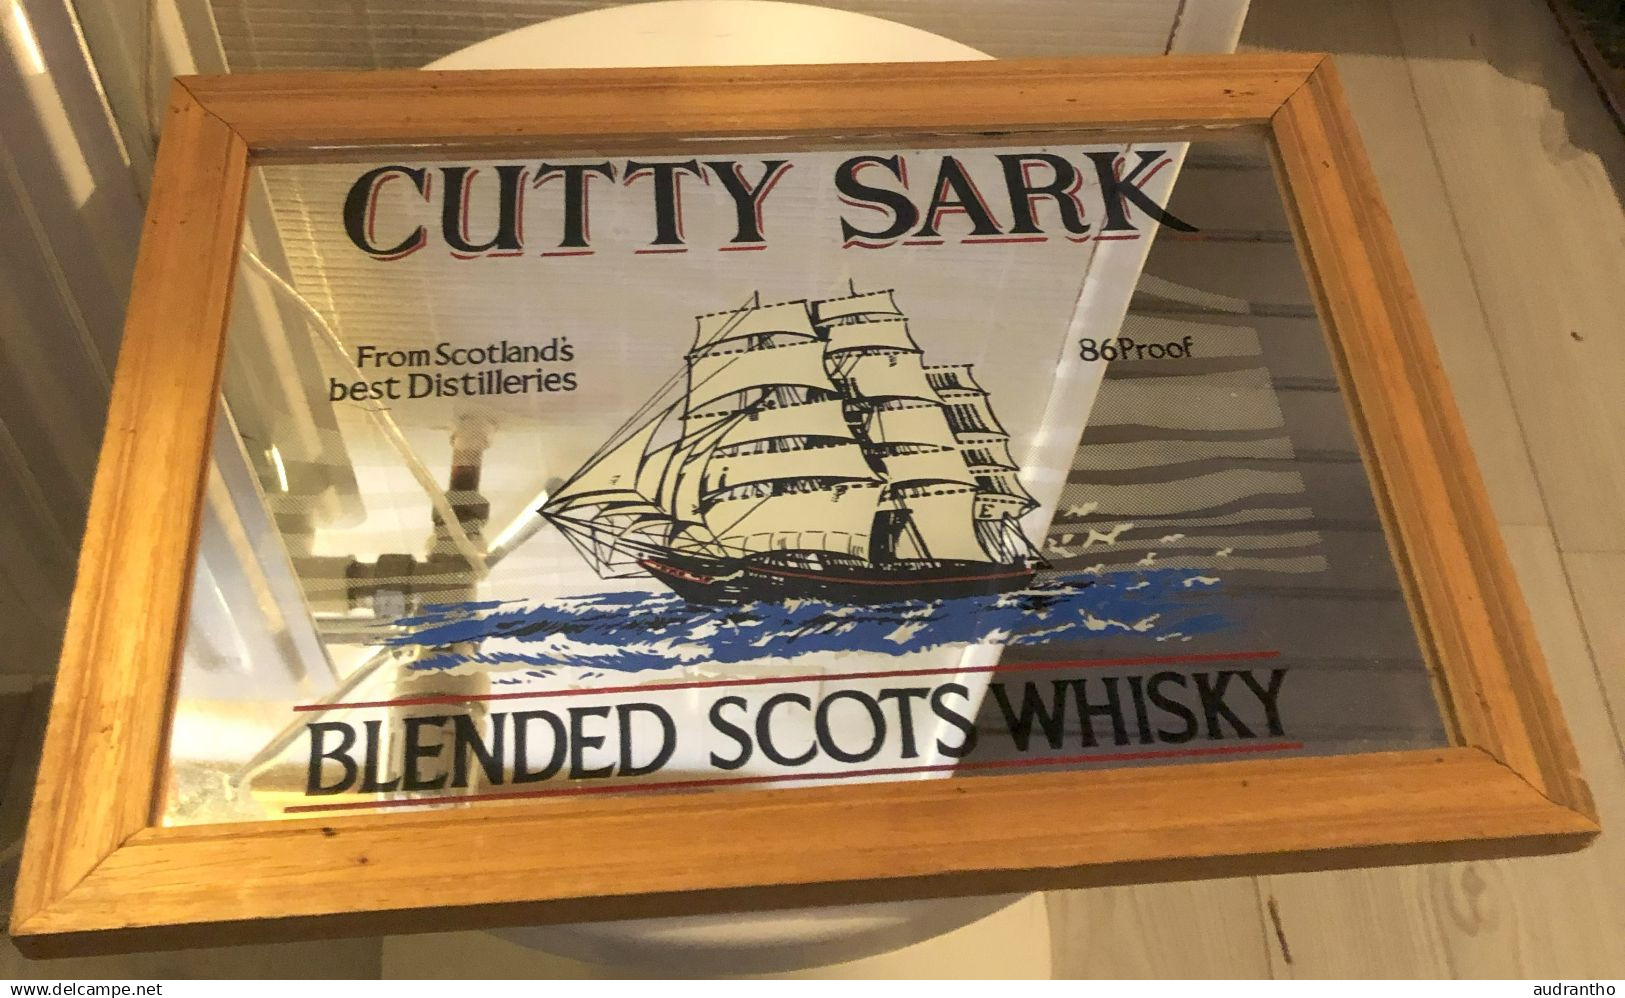 CUTTY SARK
From Scotland's
best Distilleries
86 Proof
E
BLENDED SCOTS WHISKY
www.delcampe.net
audrantho